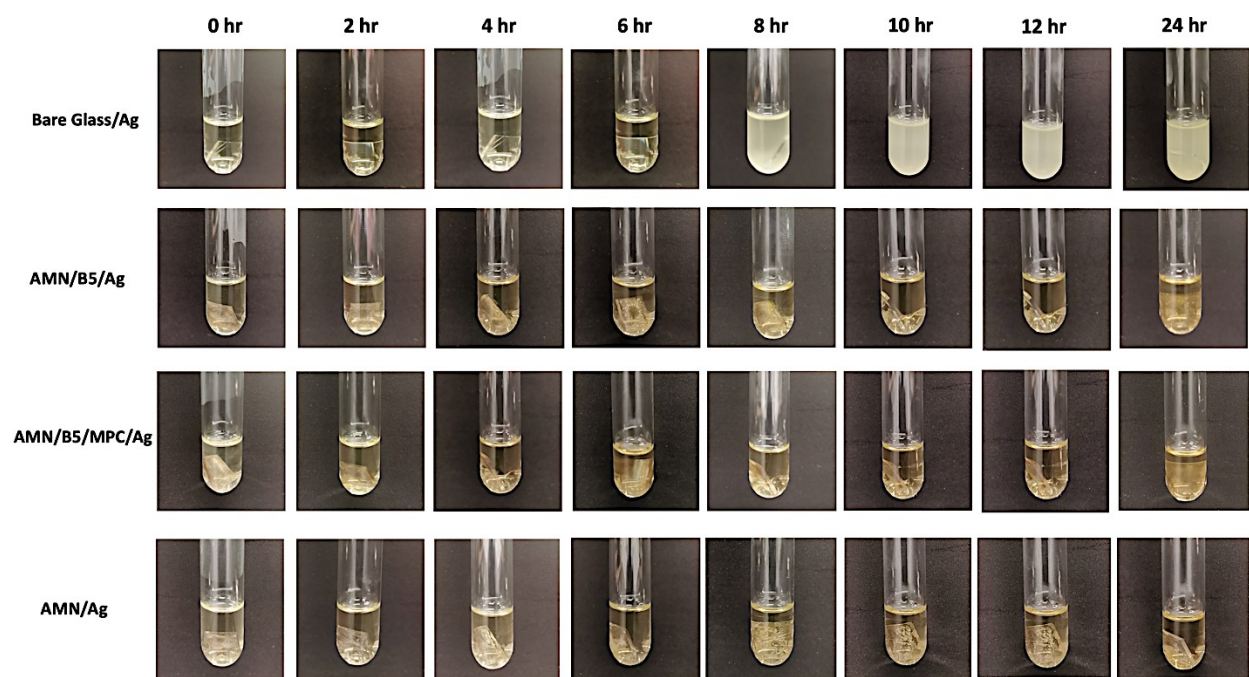 0 hr 2 hr 4 hr 6 hr 8 hr 10 hr 12 hr 24 hr
Bare Glass/Ag
AMN/B5/Ag
AMN/B5/MPC/Ag
AMN/Ag